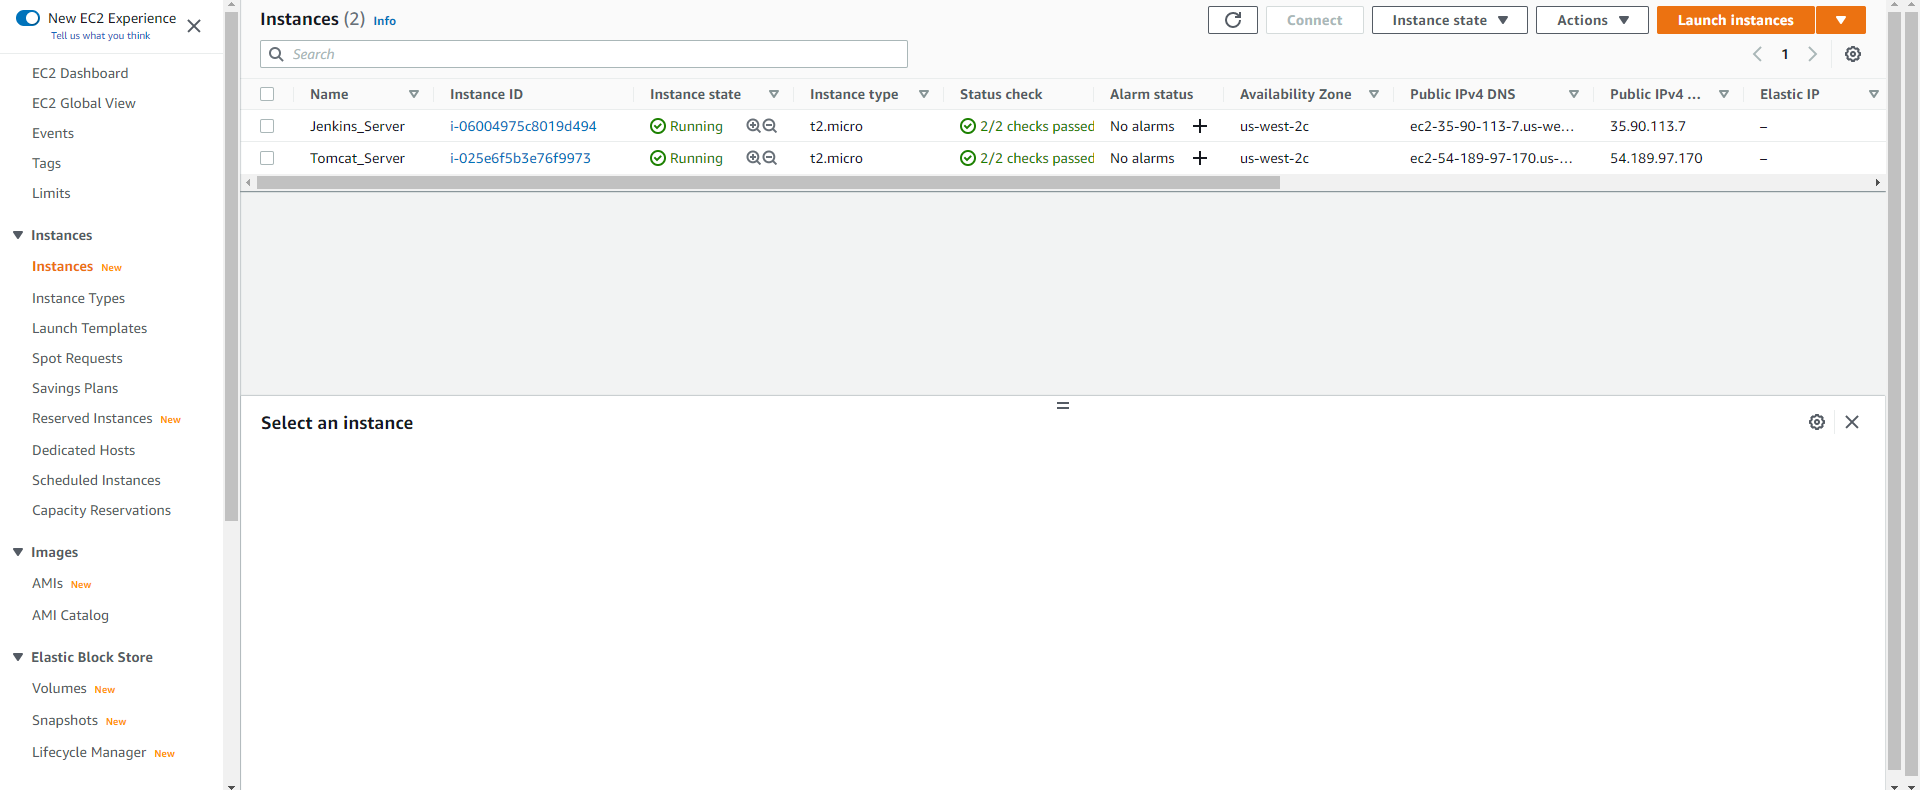 New EC2 Experience
Tell us what you think
EC2 Dashboard
EC2 Global View
Events
Tags
Limits
Instances
Instances New
Instance Types
Launch Templates
Spot Requests
Savings Plans
Reserved Instances New
Dedicated Hosts
Scheduled Instances
Capacity Reservations
Images
AMIs New
AMI Catalog
Elastic Block Store
Volumes New
Snapshots New
Lifecycle Manager New
Instances (2) Info
Connect Instance state Actions Launch instances
Search
1
Name Instance ID Instance state Instance type Status check Alarm status Availability Zone Public IPv4 DNS Public IPv4 ... Elastic IP
Jenkins_Server i-06004975c8019d494 Running t2.micro 2/2 checks passed No alarms + us-west-2c ec2-35-90-113-7.us-we... 35.90.113.7 –
Tomcat_Server i-025e6f5b3e76f9973 Running t2.micro 2/2 checks passed No alarms + us-west-2c ec2-54-189-97-170.us-... 54.189.97.170 –
Select an instance